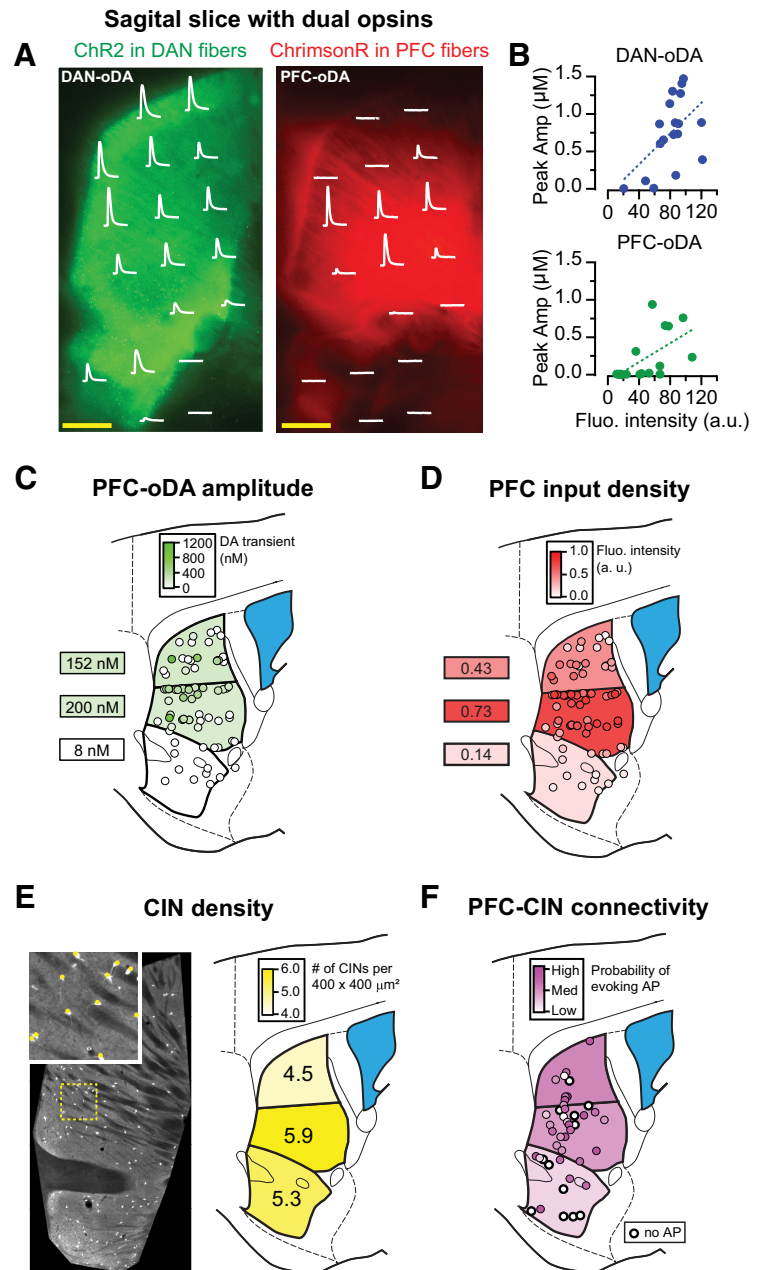 Sagital slice with dual opsins
A
ChR2 in DAN fibers
ChrimsonR in PFC fibers
DAN-oDA
PFC-oDA
B
DAN-oDA
Peak Amp (µM)
1.5
1.0
0.5
0.0
0 40 80 120
PFC-oDA
Peak Amp (µM)
1.5
1.0
0.5
0.0
0 40 80 120
Fluo. intensity (a.u.)
C
PFC-oDA amplitude
1200
800
400
0
DA transient
(nM)
152 nM
200 nM
8 nM
D
PFC input density
1.0
0.5
0.0
Fluo. intensity
(a. u.)
0.43
0.73
0.14
E
CIN density
6.0
5.0
4.0
# of CINs per
400 x 400 µm²
4.5
5.9
5.3
F
PFC-CIN connectivity
High
Med
Low
Probability of
evoking AP
no AP